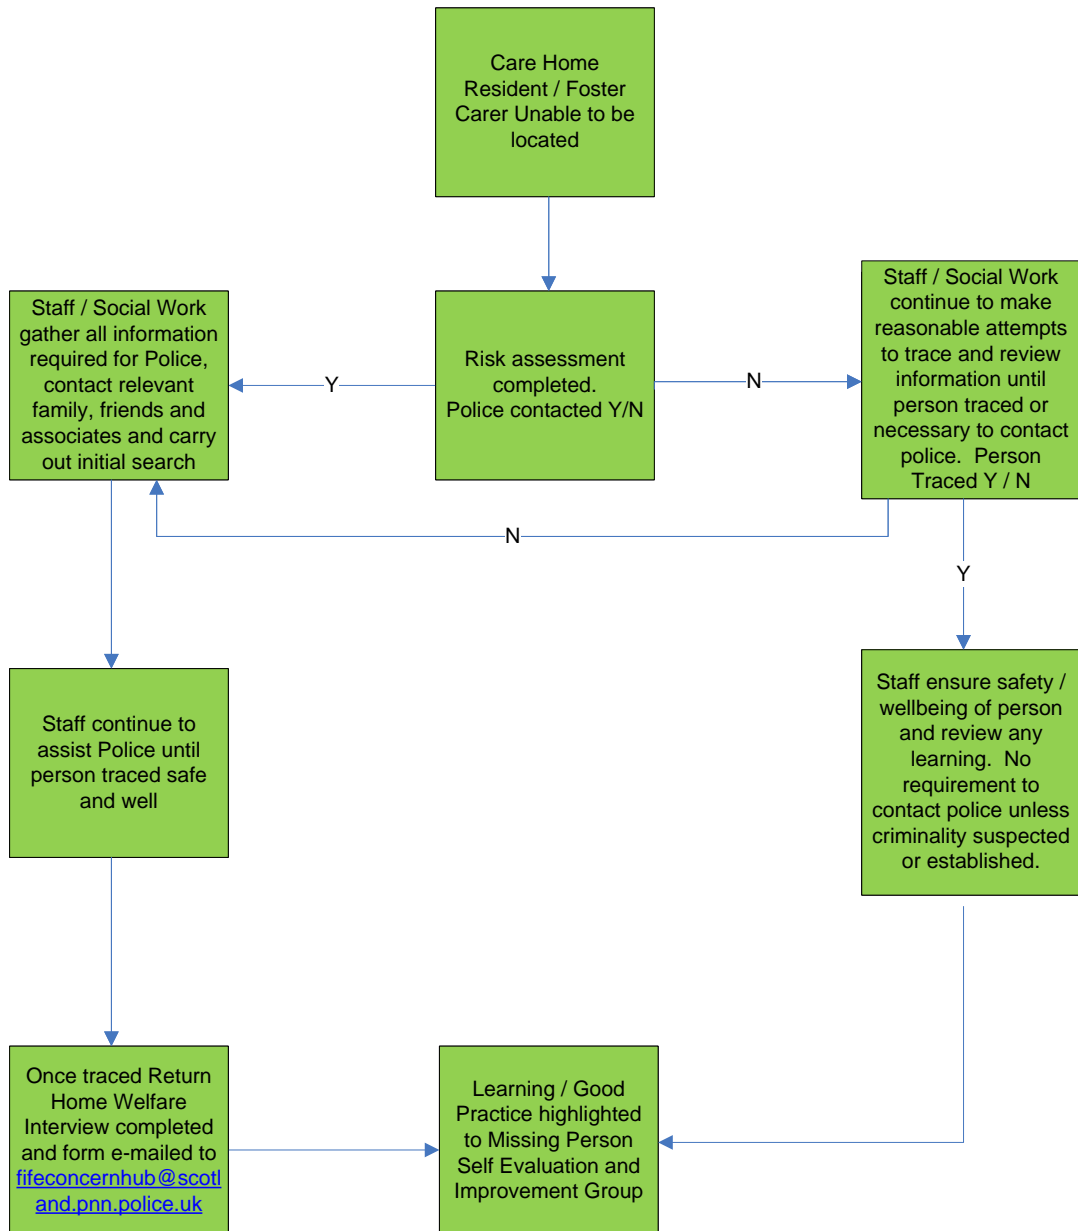 Care Home
Resident / Foster
Carer Unable to be
located
Staff / Social Work
gather all information
required for Police,
contact relevant
family, friends and
associates and carry
out initial search
Y
Risk assessment
completed.
Police contacted Y/N
N
Staff / Social Work
continue to make
reasonable attempts
to trace and review
information until
person traced or
necessary to contact
police.  Person
Traced Y / N
N
Y
Staff continue to
assist Police until
person traced safe
and well
Staff ensure safety /
wellbeing of person
and review any
learning.  No
requirement to
contact police unless
criminality suspected
or established.
Once traced Return
Home Welfare
Interview completed
and form e-mailed to
fifeconcernhub@scotl
and.pnn.police.uk
Learning / Good
Practice highlighted
to Missing Person
Self Evaluation and
Improvement Group